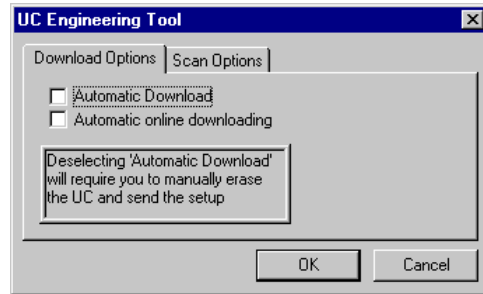 UC Engineering Tool
Download Options Scan Options
Automatic Download
Automatic online downloading
Deselecting 'Automatic Download'
will require you to manually erase
the UC and send the setup
OK Cancel